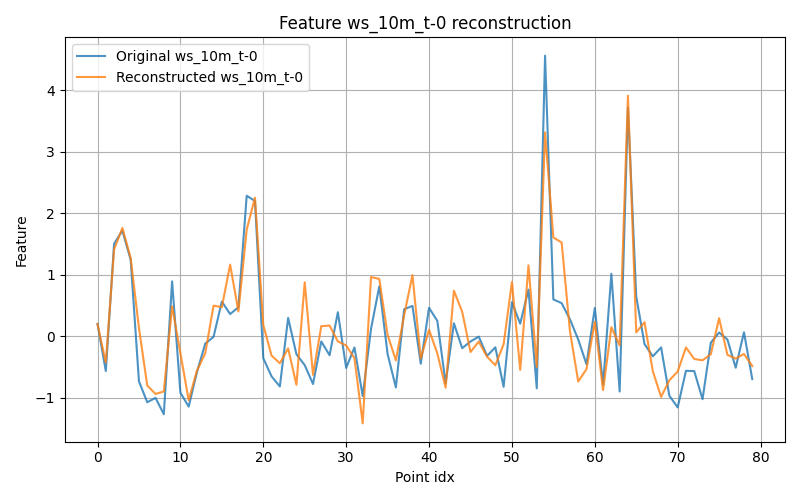 Feature ws_10m_t-0 reconstruction
Original ws_10m_t-0
Reconstructed ws_10m_t-0
Feature
4
3
2
1
0
−1
0 10 20 30 40 50 60 70 80
Point idx